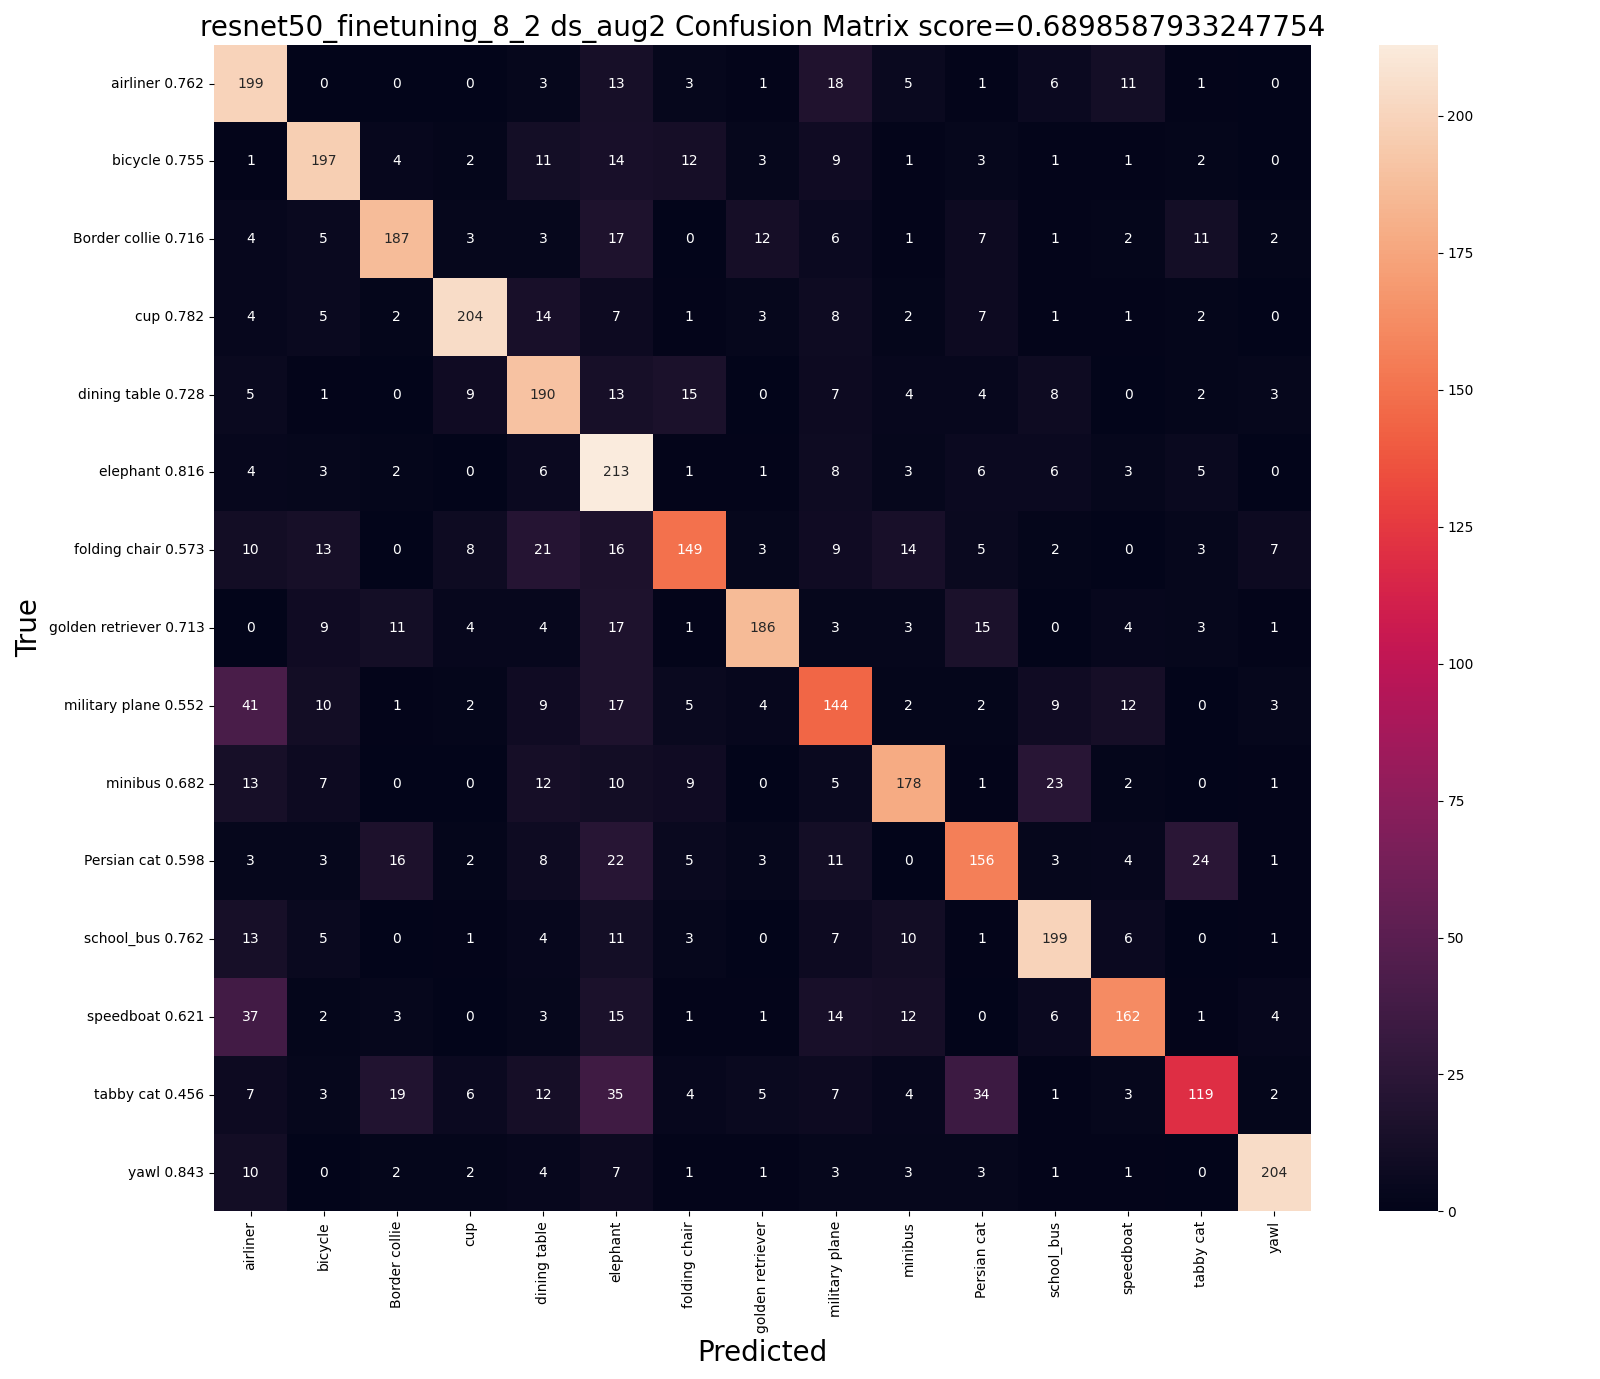 resnet50_finetuning_8_2 ds_aug2 Confusion Matrix score=0.6898587933247754
airliner 0.762 199 0 0 0 3 13 3 1 18 5 1 6 11 1 0
bicycle 0.755 1 197 4 2 11 14 12 3 9 1 3 1 1 2 0
Border collie 0.716 4 5 187 3 3 17 0 12 6 1 7 1 2 11 2
cup 0.782 4 5 2 204 14 7 1 3 8 2 7 1 1 2 0
dining table 0.728 5 1 0 9 190 13 15 0 7 4 4 8 0 2 3
elephant 0.816 4 3 2 0 6 213 1 1 8 3 6 6 3 5 0
folding chair 0.573 10 13 0 8 21 16 149 3 9 14 5 2 0 3 7
golden retriever 0.713 0 9 11 4 4 17 1 186 3 3 15 0 4 3 1
military plane 0.552 41 10 1 2 9 17 5 4 144 2 2 9 12 0 3
minibus 0.682 13 7 0 0 12 10 9 0 5 178 1 23 2 0 1
Persian cat 0.598 3 3 16 2 8 22 5 3 11 0 156 3 4 24 1
school_bus 0.762 13 5 0 1 4 11 3 0 7 10 1 199 6 0 1
speedboat 0.621 37 2 3 0 3 15 1 1 14 12 0 6 162 1 4
tabby cat 0.456 7 3 19 6 12 35 4 5 7 4 34 1 3 119 2
yawl 0.843 10 0 2 2 4 7 1 1 3 3 3 1 1 0 204
True
airliner
bicycle
Border collie
cup
dining table
elephant
folding chair
golden retriever
military plane
minibus
Persian cat
school_bus
speedboat
tabby cat
yawl
Predicted
200
175
150
125
100
75
50
25
0